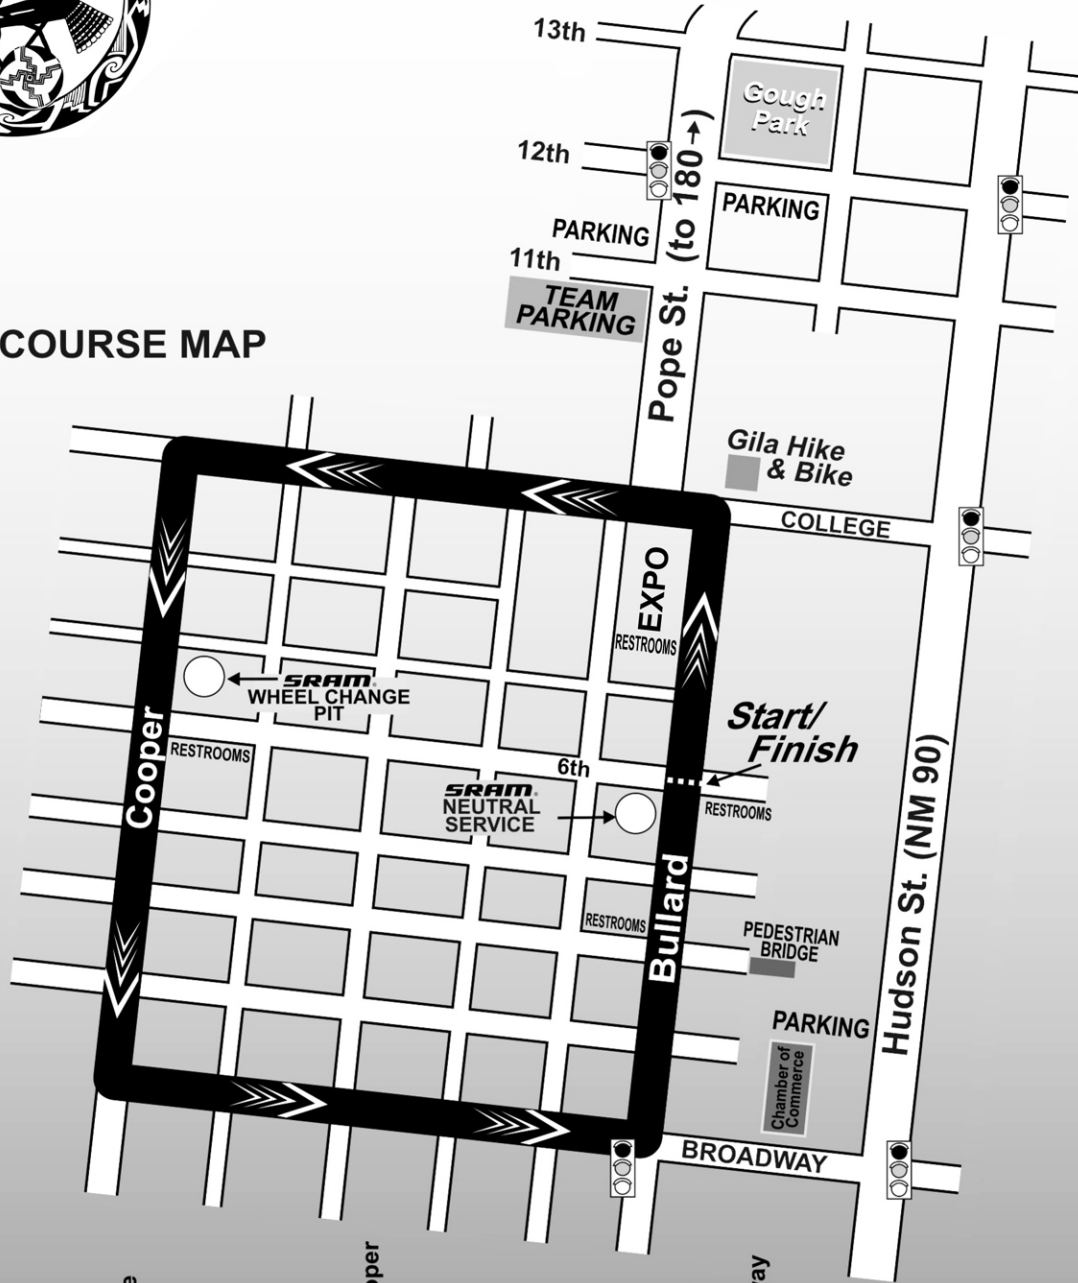 13th
Gough
Park
12th
PARKING
PARKING
11th
TEAM
PARKING
Pope St. (to 180→)
COURSE MAP
Gila Hike
& Bike
COLLEGE
EXPO
RESTROOMS
SRAM
WHEEL CHANGE
PIT
RESTROOMS
Start/
Finish
6th
SRAM
NEUTRAL
SERVICE
RESTROOMS
Cooper
Bullard
RESTROOMS
PEDESTRIAN
BRIDGE
Hudson St. (NM 90)
PARKING
Chamber of
Commerce
BROADWAY